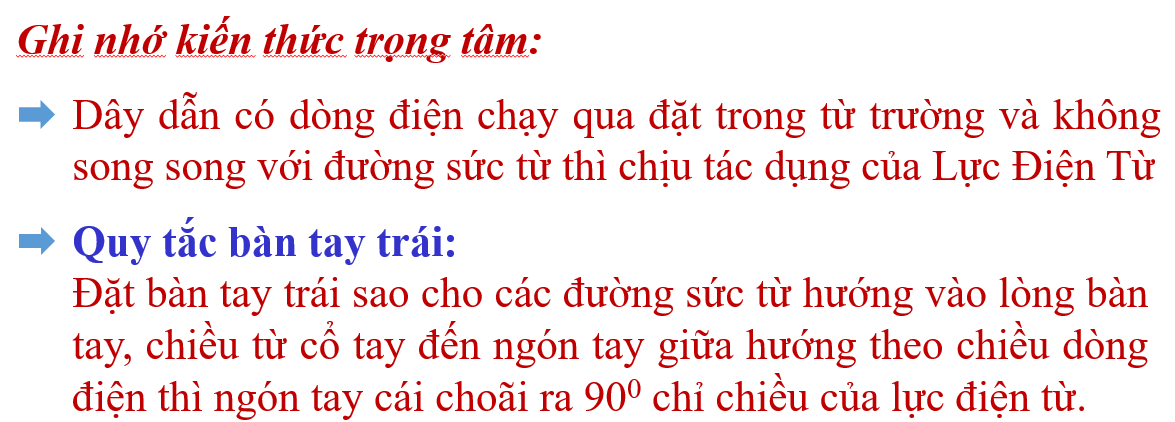 Ghi nhớ kiến thức trọng tâm:
Dây dẫn có dòng điện chạy qua đặt trong từ trường và không
song song với đường sức từ thì chịu tác dụng của Lực Điện Từ
Quy tắc bàn tay trái:
Đặt bàn tay trái sao cho các đường sức từ hướng vào lòng bàn
tay, chiều từ cổ tay đến ngón tay giữa hướng theo chiều dòng
điện thì ngón tay cái choãi ra 90⁰ chỉ chiều của lực điện từ.